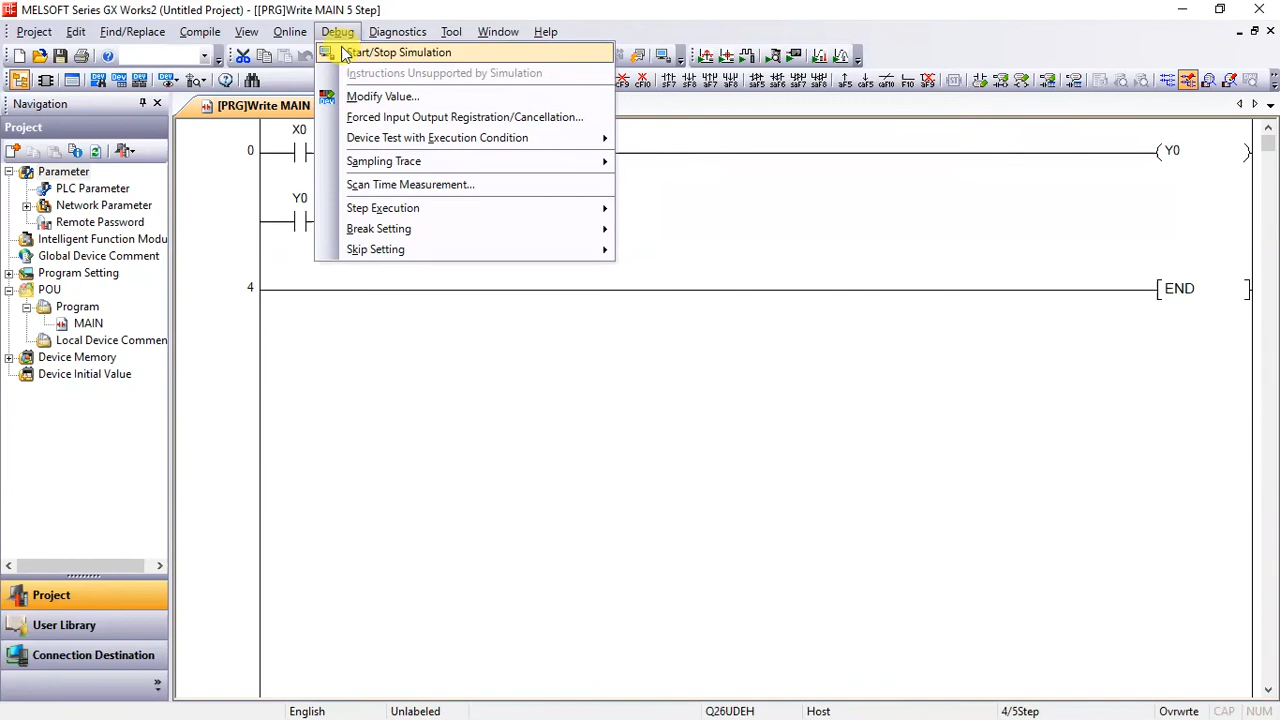 MELSOFT Series GX Works2 (Untitled Project) - [[PRG]Write MAIN 5 Step]
Project Edit Find/Replace Compile View Online Debug Diagnostics Tool Window Help
Start/Stop Simulation
Instructions Unsupported by Simulation
Modify Value...
Forced Input Output Registration/Cancellation...
Device Test with Execution Condition
Sampling Trace
Scan Time Measurement...
Step Execution
Break Setting
Skip Setting
Navigation
Project
Parameter
PLC Parameter
Network Parameter
Remote Password
Intelligent Function Modu
Global Device Comment
Program Setting
POU
Program
MAIN
Local Device Commen
Device Memory
Device Initial Value
Project
User Library
Connection Destination
[PRG]Write MAIN
X0
0
Y0
Y0
4
END
English Unlabeled Q26UDEH Host 4/5Step Ovrwrte CAP NUM